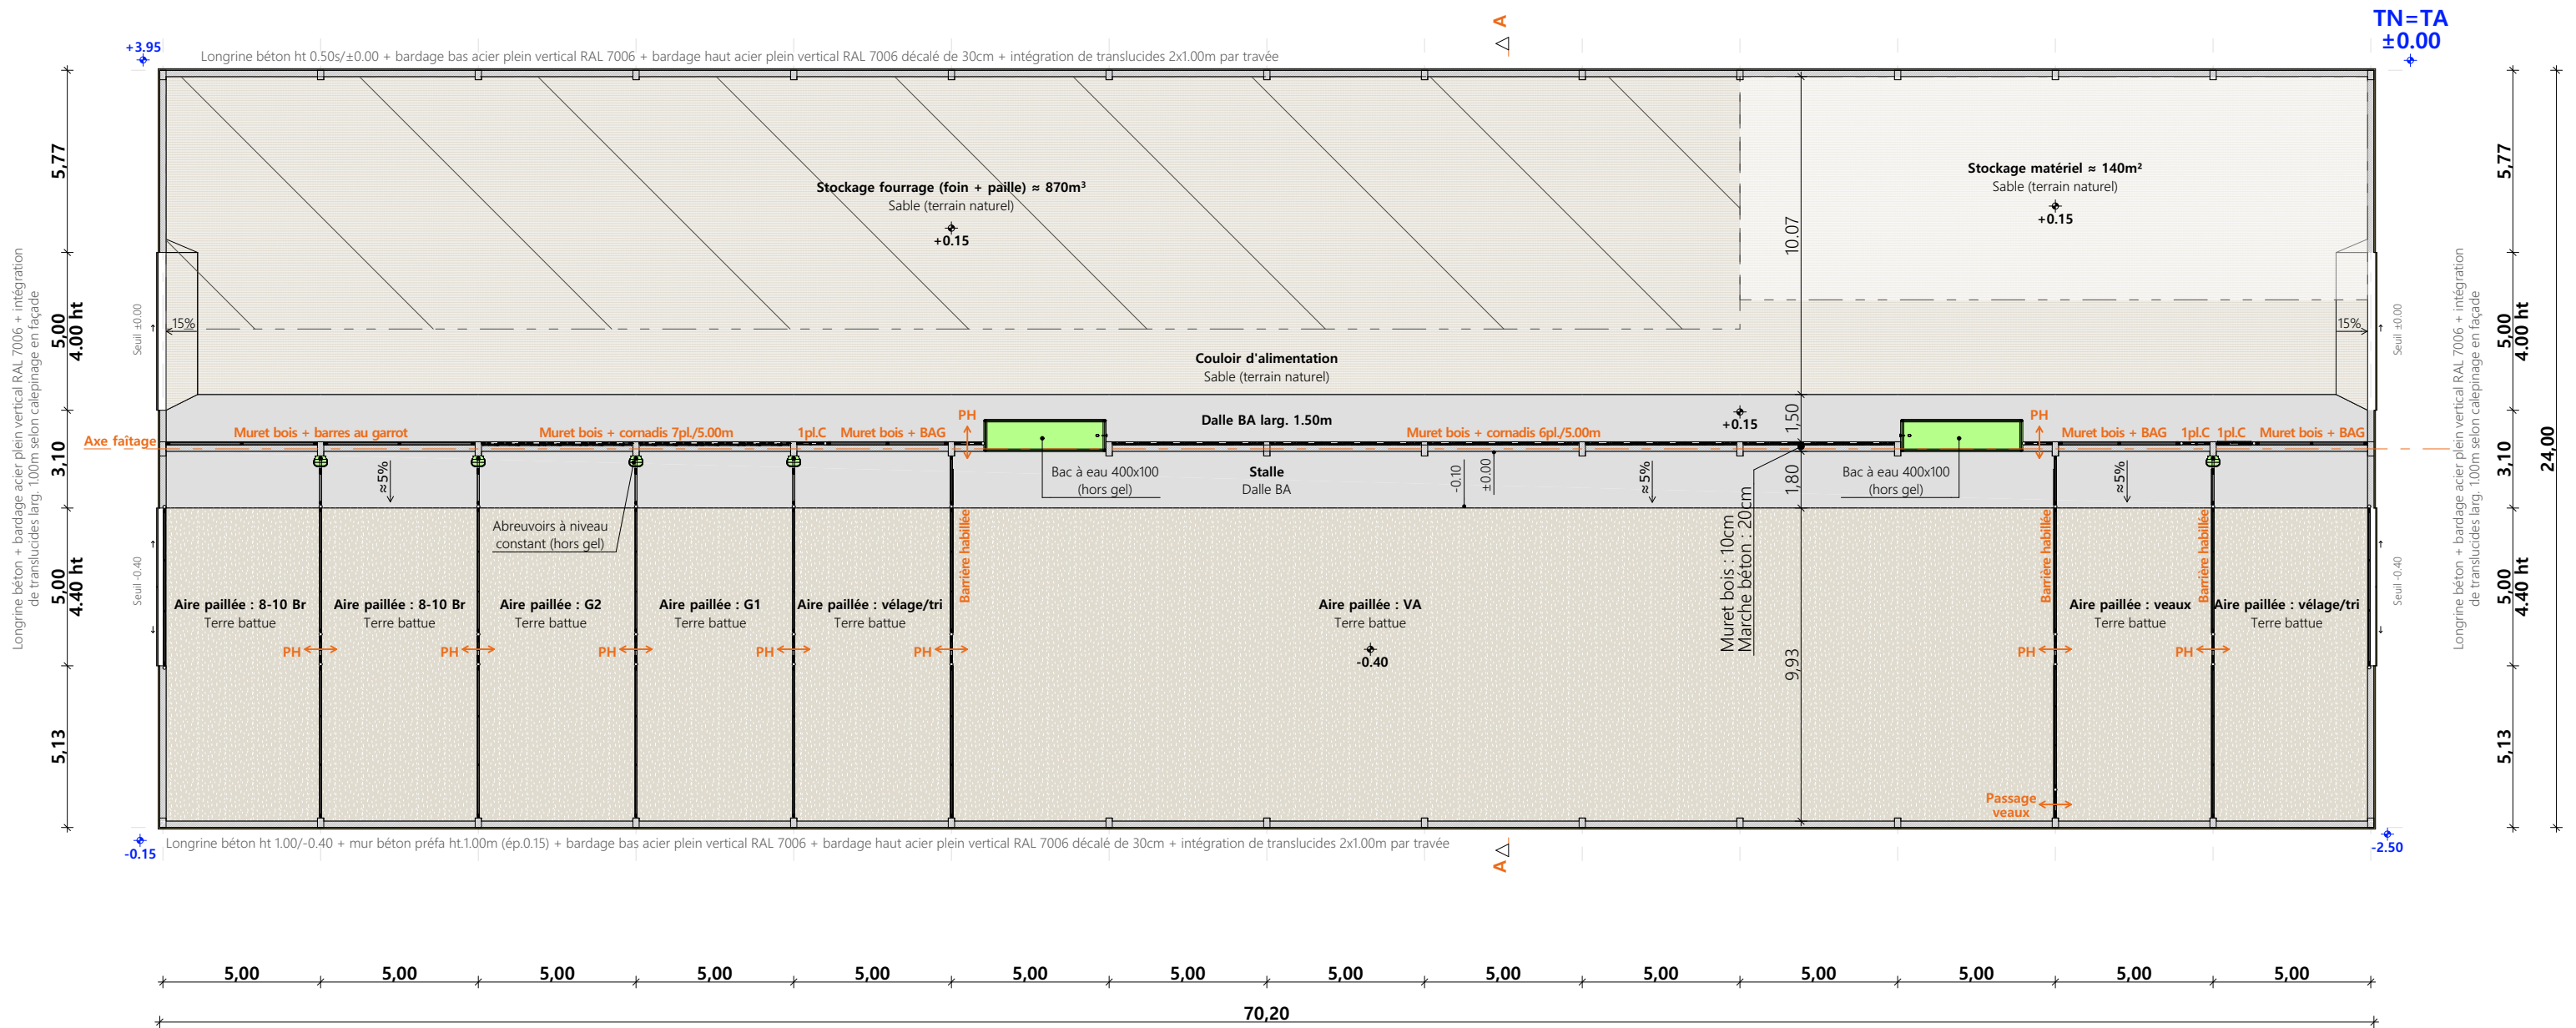 A
TN=TA
±0.00
+3.95
Longrine béton ht 0.50s/±0.00 + bardage bas acier plein vertical RAL 7006 + bardage haut acier plein vertical RAL 7006 décalé de 30cm + intégration de translucides 2x1.00m par travée
5,77
5,00
4.00 ht
3,10
5,00
4.40 ht
5,13
Longrine béton + bardage acier plein vertical RAL 7006 + intégration
de translucides larg. 1.00m selon calepinage en façade
Seuil ±0.00
Seuil -0.40
15%
Stockage fourrage (foin + paille) ≈ 870m³
Sable (terrain naturel)
+0.15
Stockage matériel ≈ 140m²
Sable (terrain naturel)
+0.15
10.07
15%
Couloir d'alimentation
Sable (terrain naturel)
Dalle BA larg. 1.50m
+0.15
1,50
Axe faîtage
Muret bois + barres au garrot
Muret bois + cornadis 7pl./5.00m
1pl.C
Muret bois + BAG
PH
Muret bois + cornadis 6pl./5.00m
PH
Muret bois + BAG
1pl.C
1pl.C
Muret bois + BAG
≈5%
Bac à eau 400x100
(hors gel)
Stalle
Dalle BA
-0.10
±0.00
≈5%
1,80
Bac à eau 400x100
(hors gel)
≈5%
Abreuvoirs à niveau
constant (hors gel)
Barrière habillée
Muret bois : 10cm
Marche béton : 20cm
Barrière habillée
Barrière habillée
Aire paillée : 8-10 Br
Terre battue
Aire paillée : 8-10 Br
Terre battue
Aire paillée : G2
Terre battue
Aire paillée : G1
Terre battue
Aire paillée : vélage/tri
Terre battue
Aire paillée : VA
Terre battue
-0.40
Aire paillée : veaux
Terre battue
Aire paillée : vélage/tri
Terre battue
PH
PH
PH
PH
PH
PH
PH
9,93
Passage
veaux
Seuil ±0.00
Seuil -0.40
Longrine béton + bardage acier plein vertical RAL 7006 + intégration
de translucides larg. 1.00m selon calepinage en façade
5,77
5,00
4.00 ht
3,10
5,00
4.40 ht
5,13
24,00
-0.15
Longrine béton ht 1.00/-0.40 + mur béton préfa ht.1.00m (ép.0.15) + bardage bas acier plein vertical RAL 7006 + bardage haut acier plein vertical RAL 7006 décalé de 30cm + intégration de translucides 2x1.00m par travée
A
-2.50
5,00
5,00
5,00
5,00
5,00
5,00
5,00
5,00
5,00
5,00
5,00
5,00
5,00
5,00
70,20